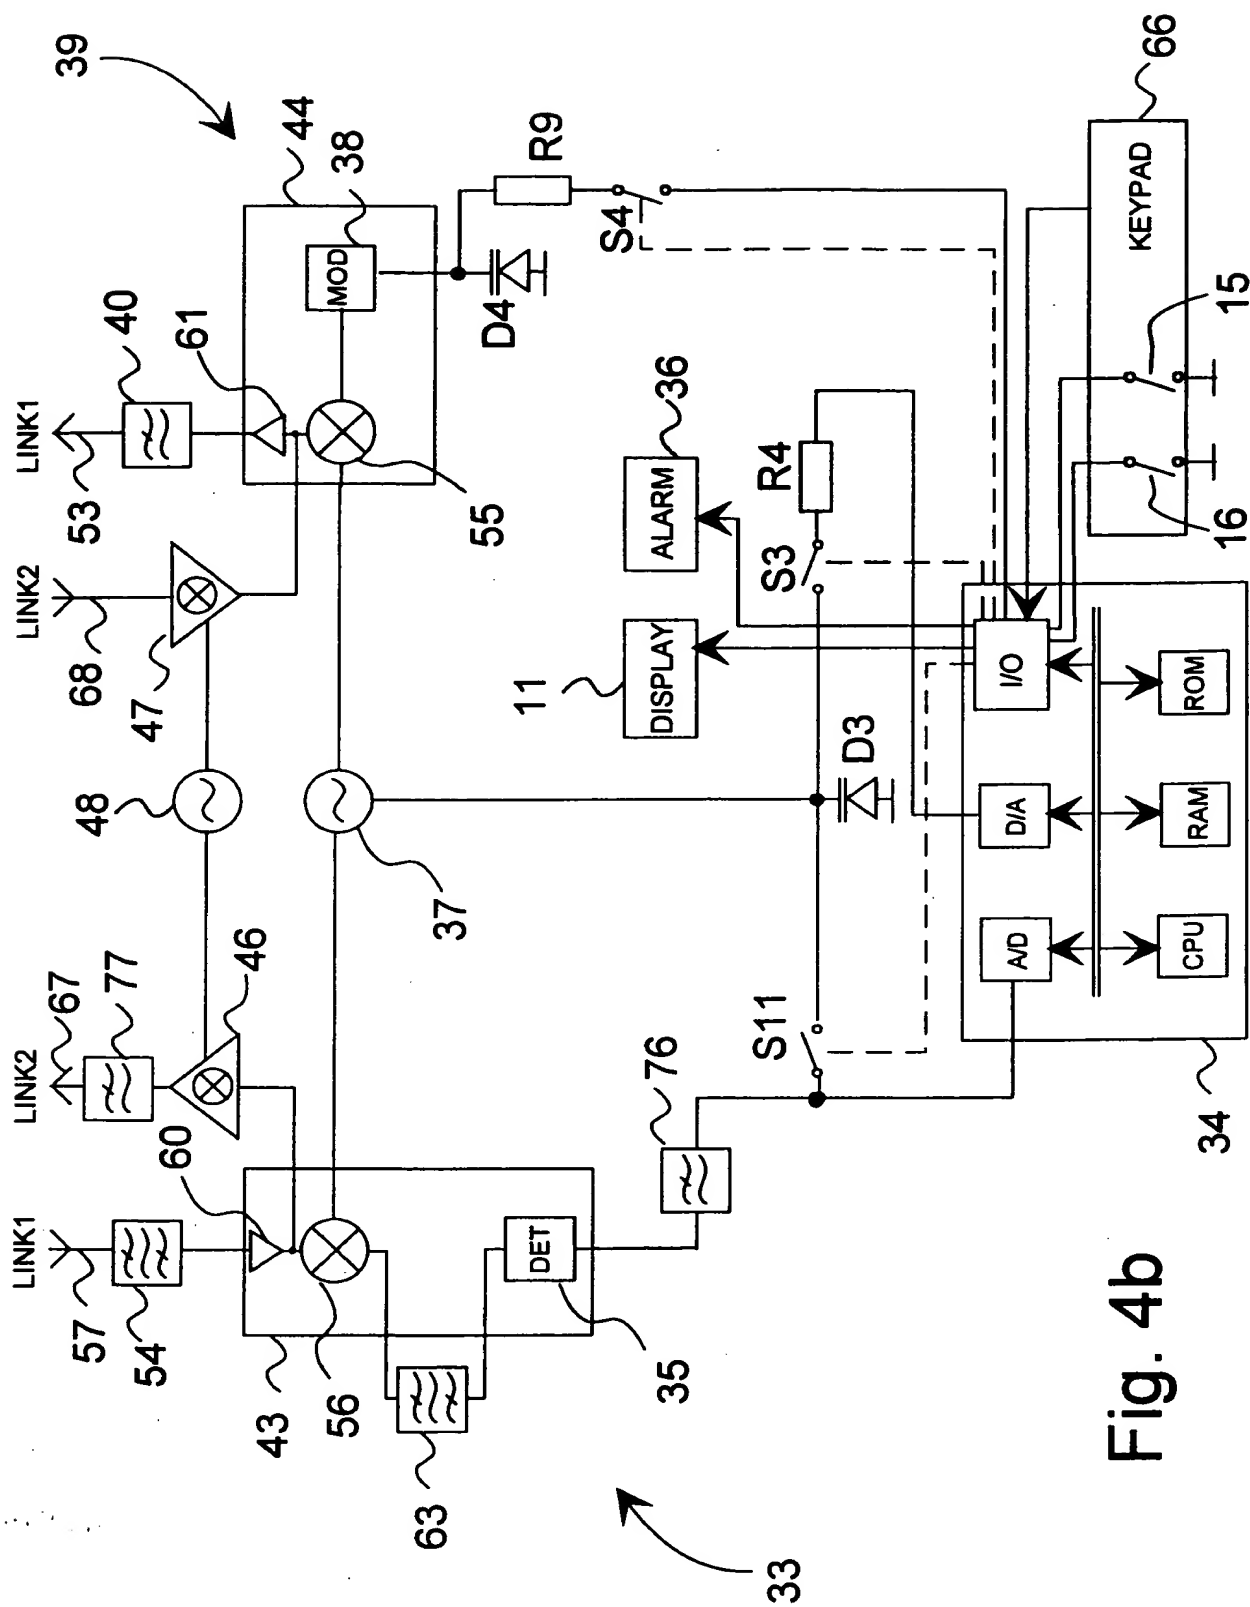 LINK1
57
54
43
56
60
LINK2
67
77
46
48
37
LINK2
68
47
LINK1
53
40
61
55
44
38
MOD
39
D4
R9
S4
63
DET
35
33
76
S11
D3
S3
R4
DISPLAY
11
ALARM
36
A/D
D/A
I/O
CPU
RAM
ROM
34
KEYPAD
66
16
15
Fig. 4b